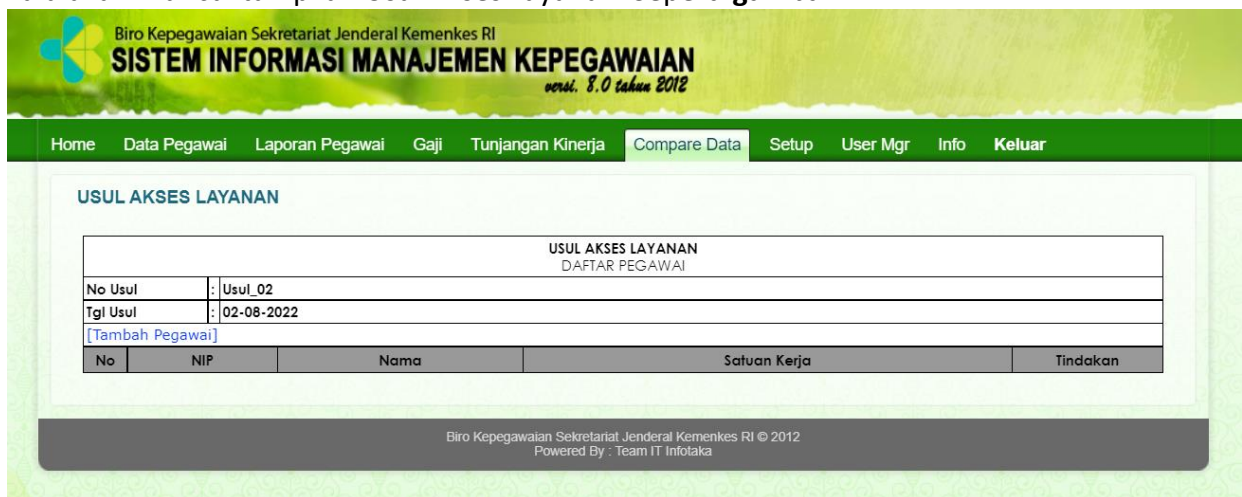 Biro Kepegawaian Sekretariat Jenderal Kemenkes RI
SISTEM INFORMASI MANAJEMEN KEPEGAWAIAN
versi. 8.0 tahun 2012
Home Data Pegawai Laporan Pegawai Gaji Tunjangan Kinerja Compare Data Setup User Mgr Info Keluar
USUL AKSES LAYANAN
USUL AKSES LAYANAN
DAFTAR PEGAWAI
No Usul : Usul_02
Tgl Usul : 02-08-2022
[Tambah Pegawai]
No NIP Nama Satuan Kerja Tindakan
Biro Kepegawaian Sekretariat Jenderal Kemenkes RI © 2012
Powered By : Team IT Infotaka